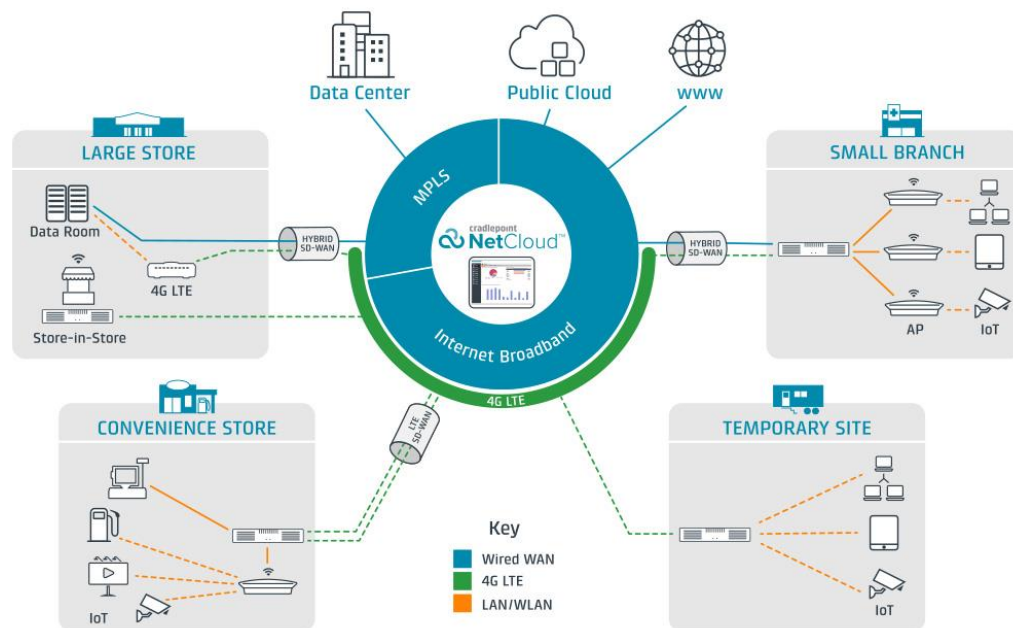 Data Center
Public Cloud
www
LARGE STORE
Data Room
4G LTE
Store-in-Store
HYBRID
SD-WAN
MPLS
cradlepoint
NetCloud™
Internet Broadband
4G LTE
HYBRID
SD-WAN
SMALL BRANCH
AP
IoT
CONVENIENCE STORE
IoT
LTE
SD-WAN
TEMPORARY SITE
IoT
Key
Wired WAN
4G LTE
LAN/WLAN